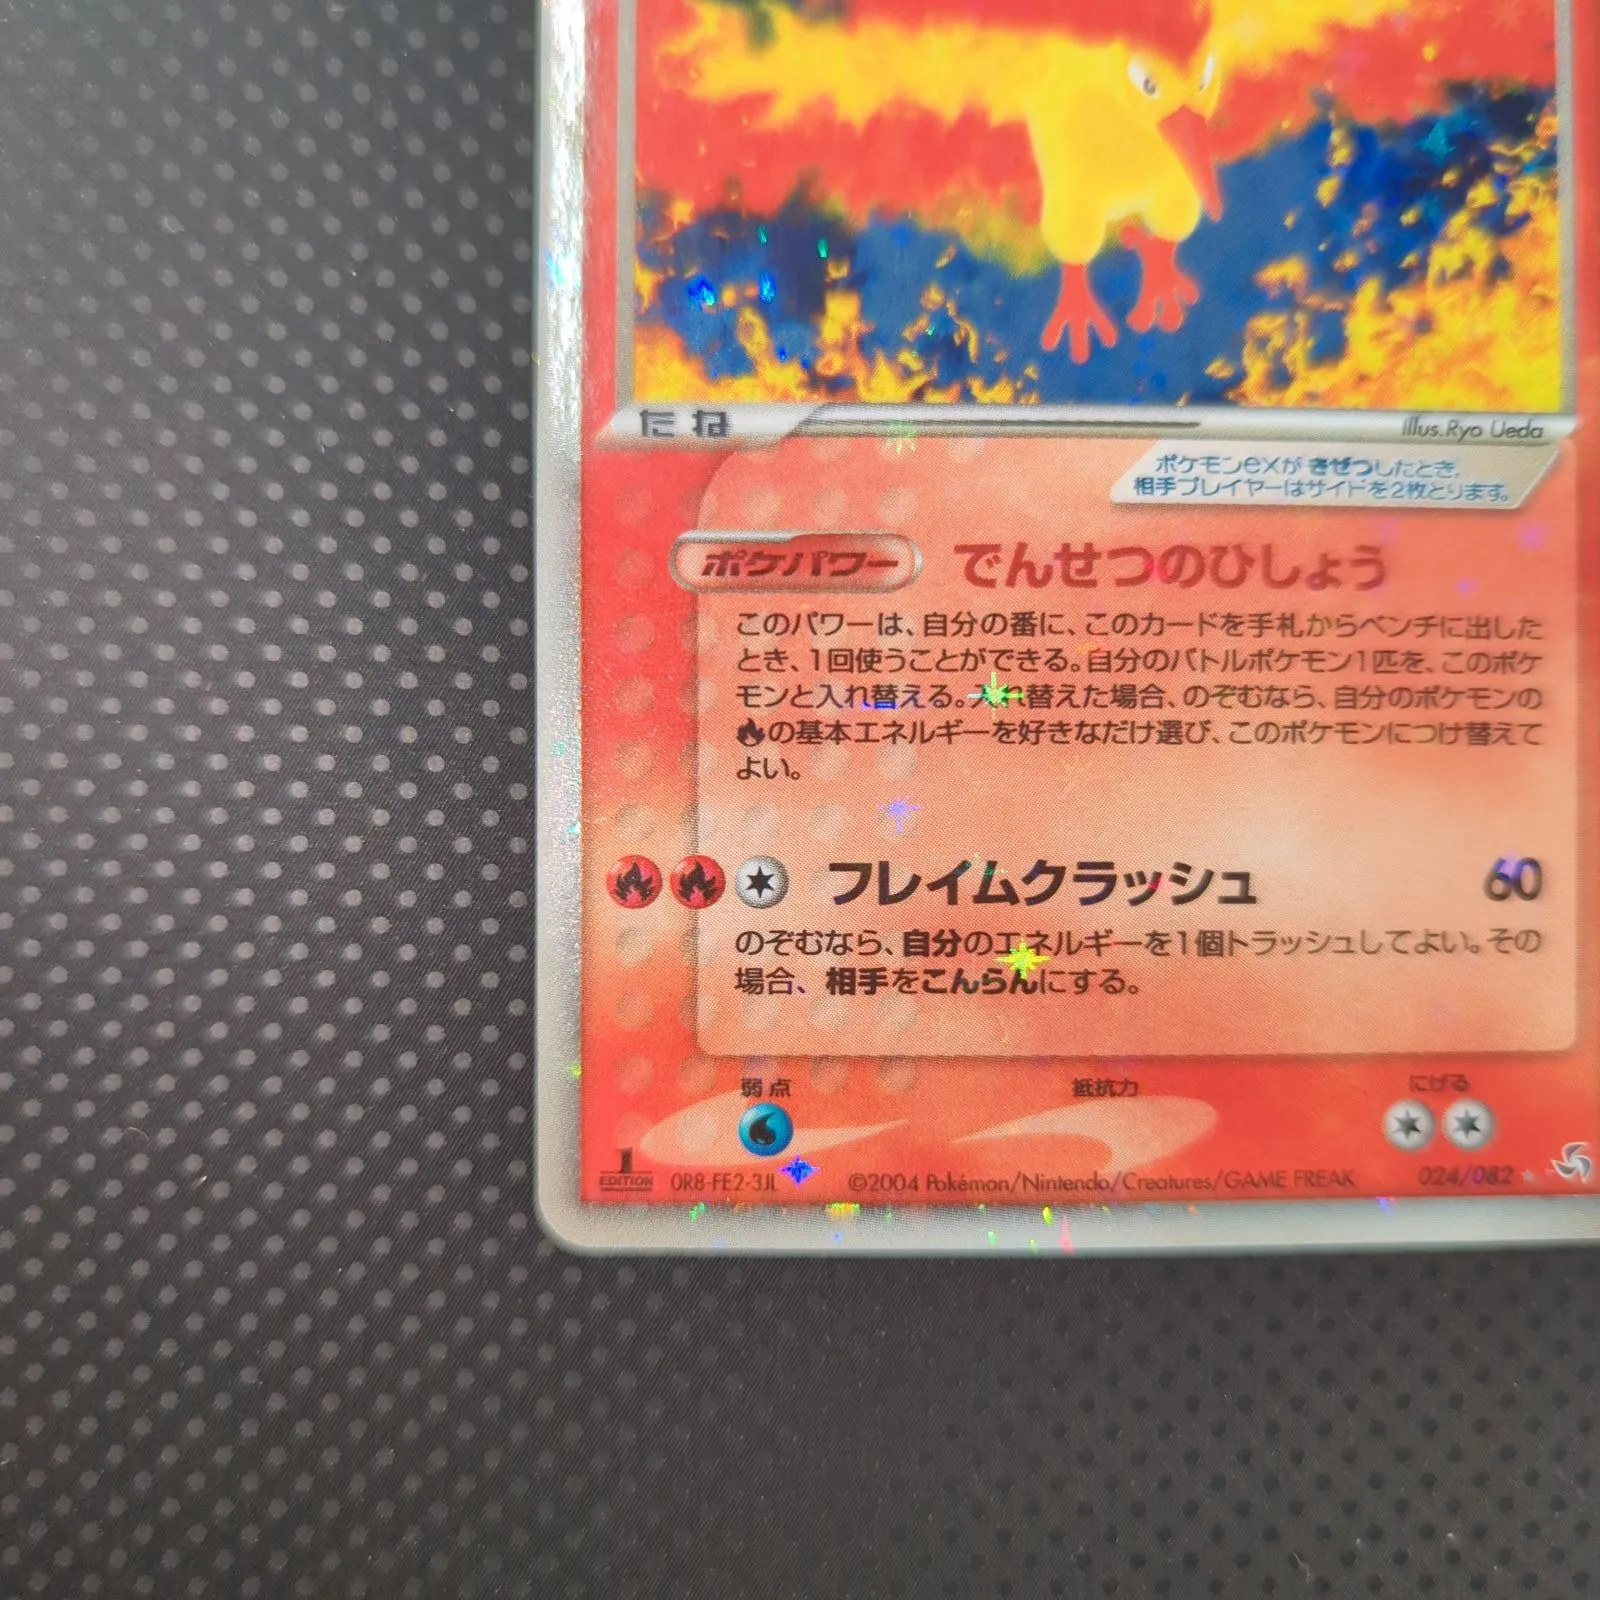 たね
Illus.Ryo Ueda
ポケモンexがきぜつしたとき、
相手プレイヤーはサイドを2枚とります。
ポケパワー でんせつのひしょう
このパワーは、自分の番に、このカードを手札からベンチに出した
とき、1回使うことができる。自分のバトルポケモン1匹を、このポケ
モンと入れ替える。入れ替えた場合、のぞむなら、自分のポケモンの
の基本エネルギーを好きなだけ選び、このポケモンにつけ替えて
よい。
フレイムクラッシュ 60
のぞむなら、自分のエネルギーを1個トラッシュしてよい。その
場合、相手をこんらんにする。
弱点 抵抗力 にげる
1 EDITION 0R8-FE2-3JL ©2004 Pokémon/Nintendo/Creatures/GAME FREAK 024/082 ★